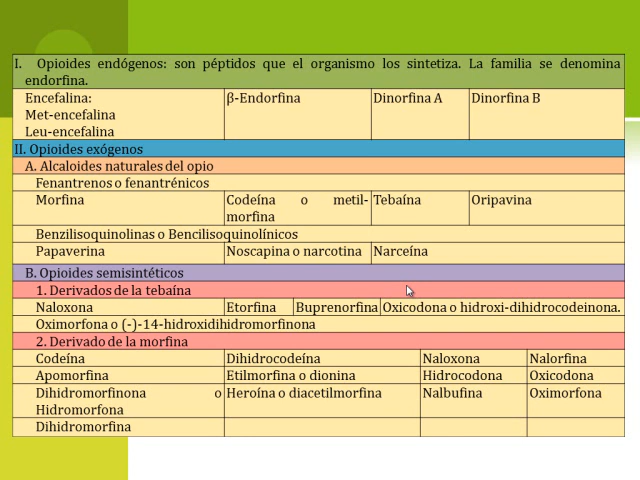 I. Opioides endógenos: son péptidos que el organismo los sintetiza. La familia se denomina
endorfina.
Encefalina: β-Endorfina Dinorfina A Dinorfina B
Met-encefalina
Leu-encefalina
II. Opioides exógenos
A. Alcaloides naturales del opio
Fenantrenos o fenantrénicos
Morfina Codeína o metil- Tebaína Oripavina
morfina
Benzilisoquinolinas o Bencilisoquinolínicos
Papaverina Noscapina o narcotina Narceína
B. Opioides semisintéticos
1. Derivados de la tebaína
Naloxona Etorfina Buprenorfina Oxicodona o hidroxi-dihidrocodeinona.
Oximorfona o (-)-14-hidroxidihidromorfinona
2. Derivado de la morfina
Codeína Dihidrocodeína Naloxona Nalorfina
Apomorfina Etilmorfina o dionina Hidrocodona Oxicodona
Dihidromorfinona o Heroína o diacetilmorfina Nalbufina Oximorfona
Hidromorfona
Dihidromorfina